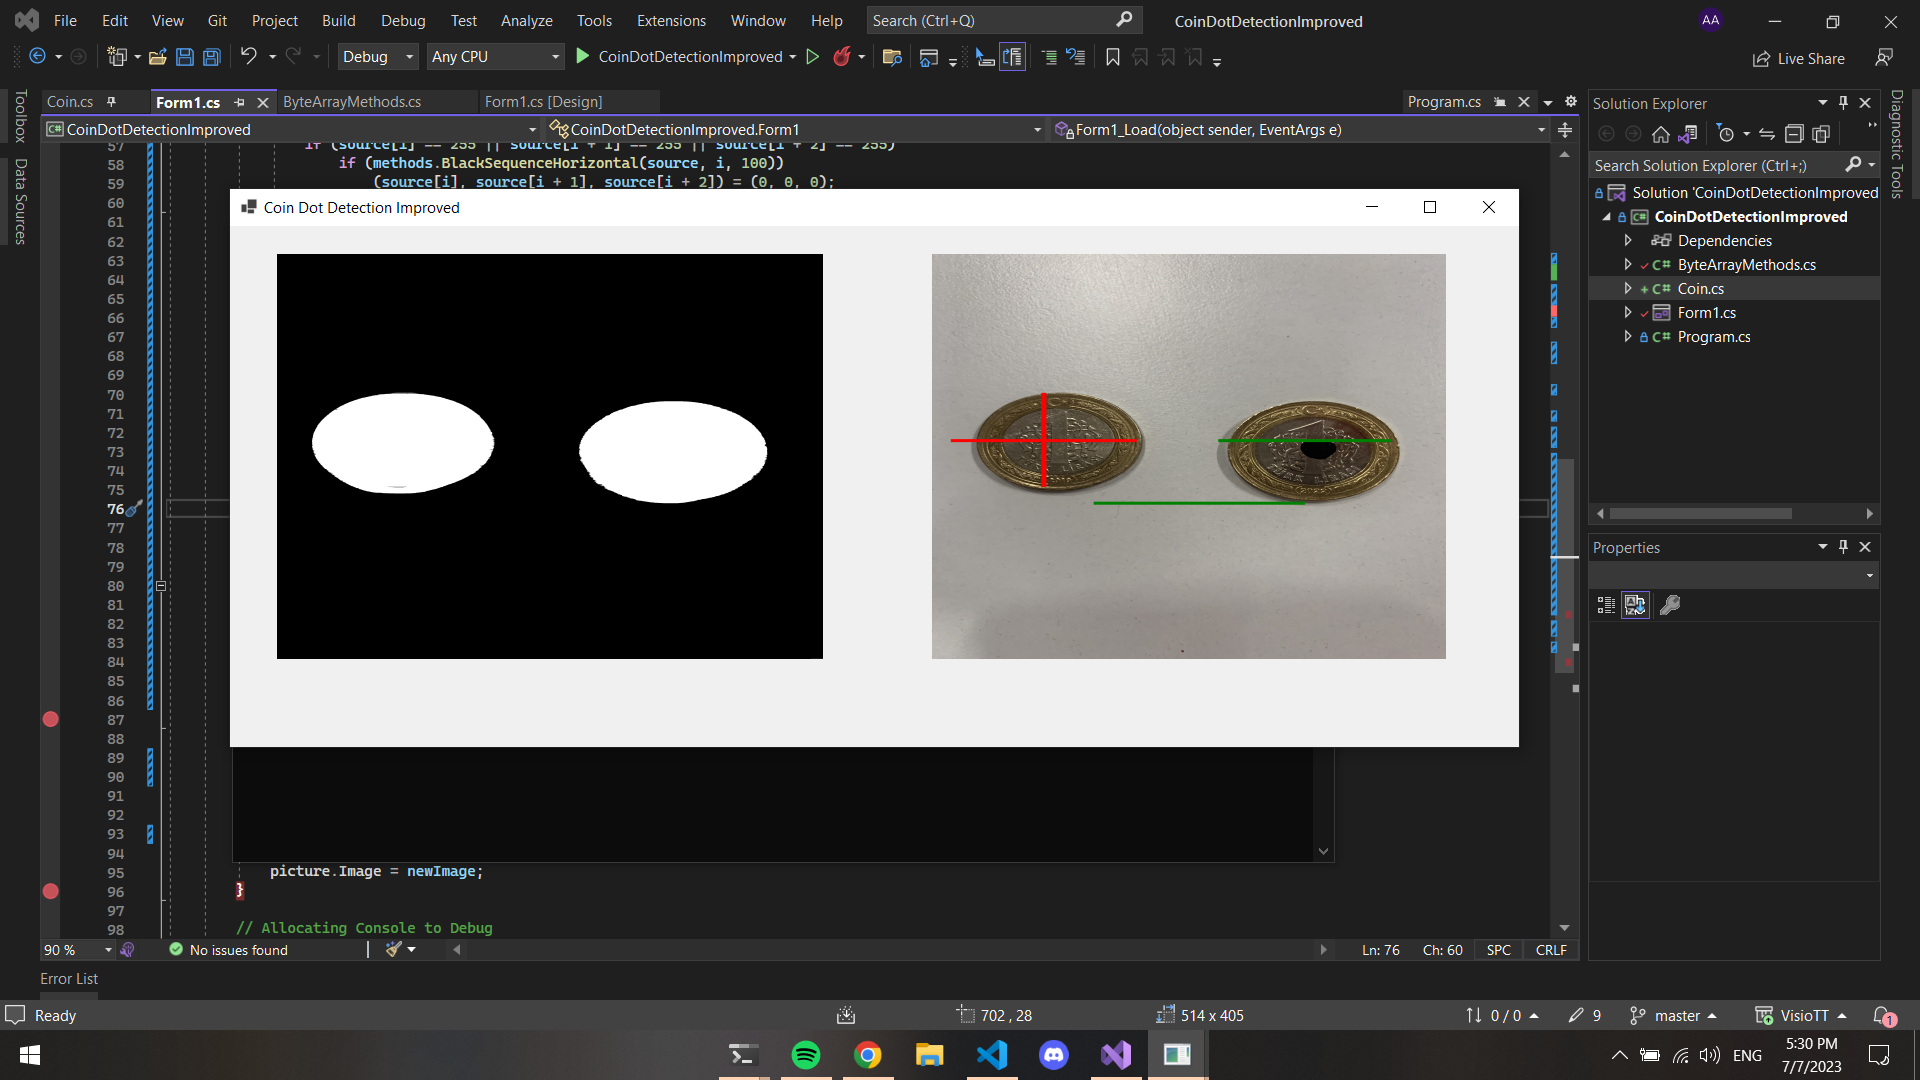 File Edit View Git Project Build Debug Test Analyze Tools Extensions Window Help Search (Ctrl+Q) CoinDotDetectionImproved AA
Debug Any CPU CoinDotDetectionImproved Live Share
Toolbox
Data Sources
Coin.cs Form1.cs ByteArrayMethods.cs Form1.cs [Design] Program.cs
CoinDotDetectionImproved CoinDotDetectionImproved.Form1 Form1_Load(object sender, EventArgs e)
57 if (source[i] == 255 || source[i + 1] == 255 || source[i + 2] == 255)
58 if (methods.BlackSequenceHorizontal(source, i, 100))
59 (source[i], source[i + 1], source[i + 2]) = (0, 0, 0);
60
61
62
63
64
65
66
67
68
69
70
71
72
73
74
75
76
77
78
79
80
81
82
83
84
85
86
87
88
89
90
91
92
93
94
95 picture.Image = newImage;
96 }
97
98 // Allocating Console to Debug
Coin Dot Detection Improved
90 % No issues found Ln: 76 Ch: 60 SPC CRLF
Error List
Solution Explorer
Search Solution Explorer (Ctrl+;)
Solution 'CoinDotDetectionImproved
C# CoinDotDetectionImproved
Dependencies
C# ByteArrayMethods.cs
C# Coin.cs
Form1.cs
C# Program.cs
Properties
Diagnostic Tools
Ready 702 , 28 514 x 405 0 / 0 9 master VisioTT 1
ENG 5:30 PM
7/7/2023